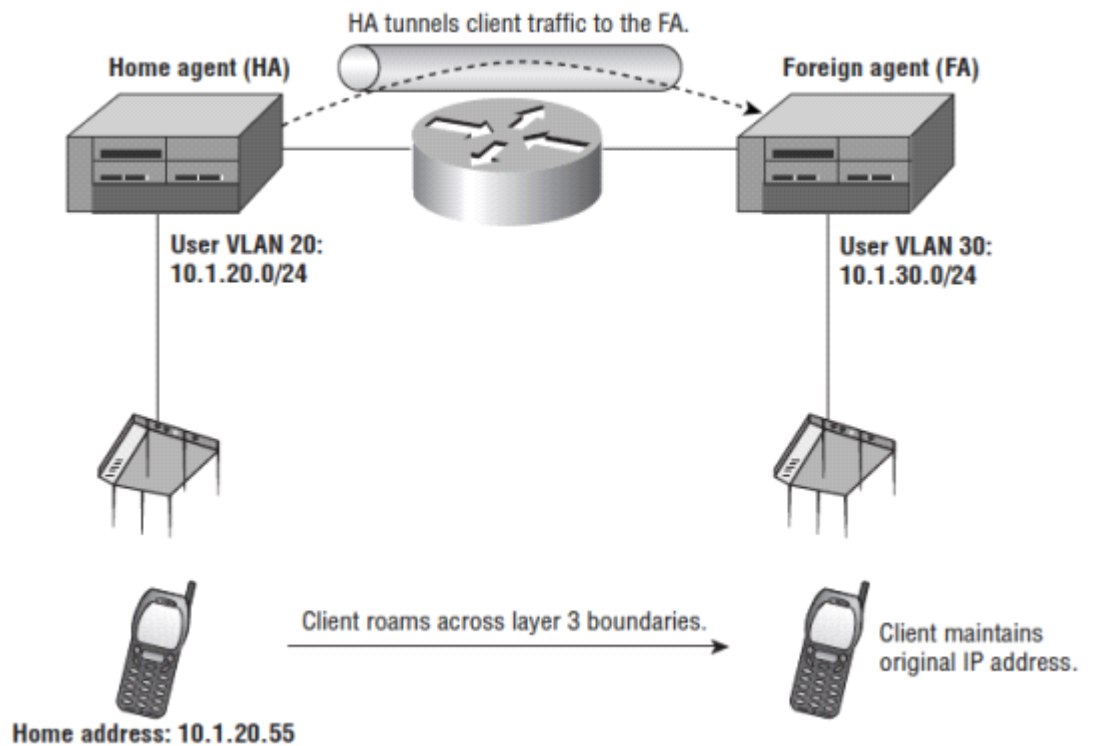 HA tunnels client traffic to the FA.
Home agent (HA)
Foreign agent (FA)
User VLAN 20:
10.1.20.0/24
User VLAN 30:
10.1.30.0/24
Client roams across layer 3 boundaries.
Client maintains
original IP address.
Home address: 10.1.20.55